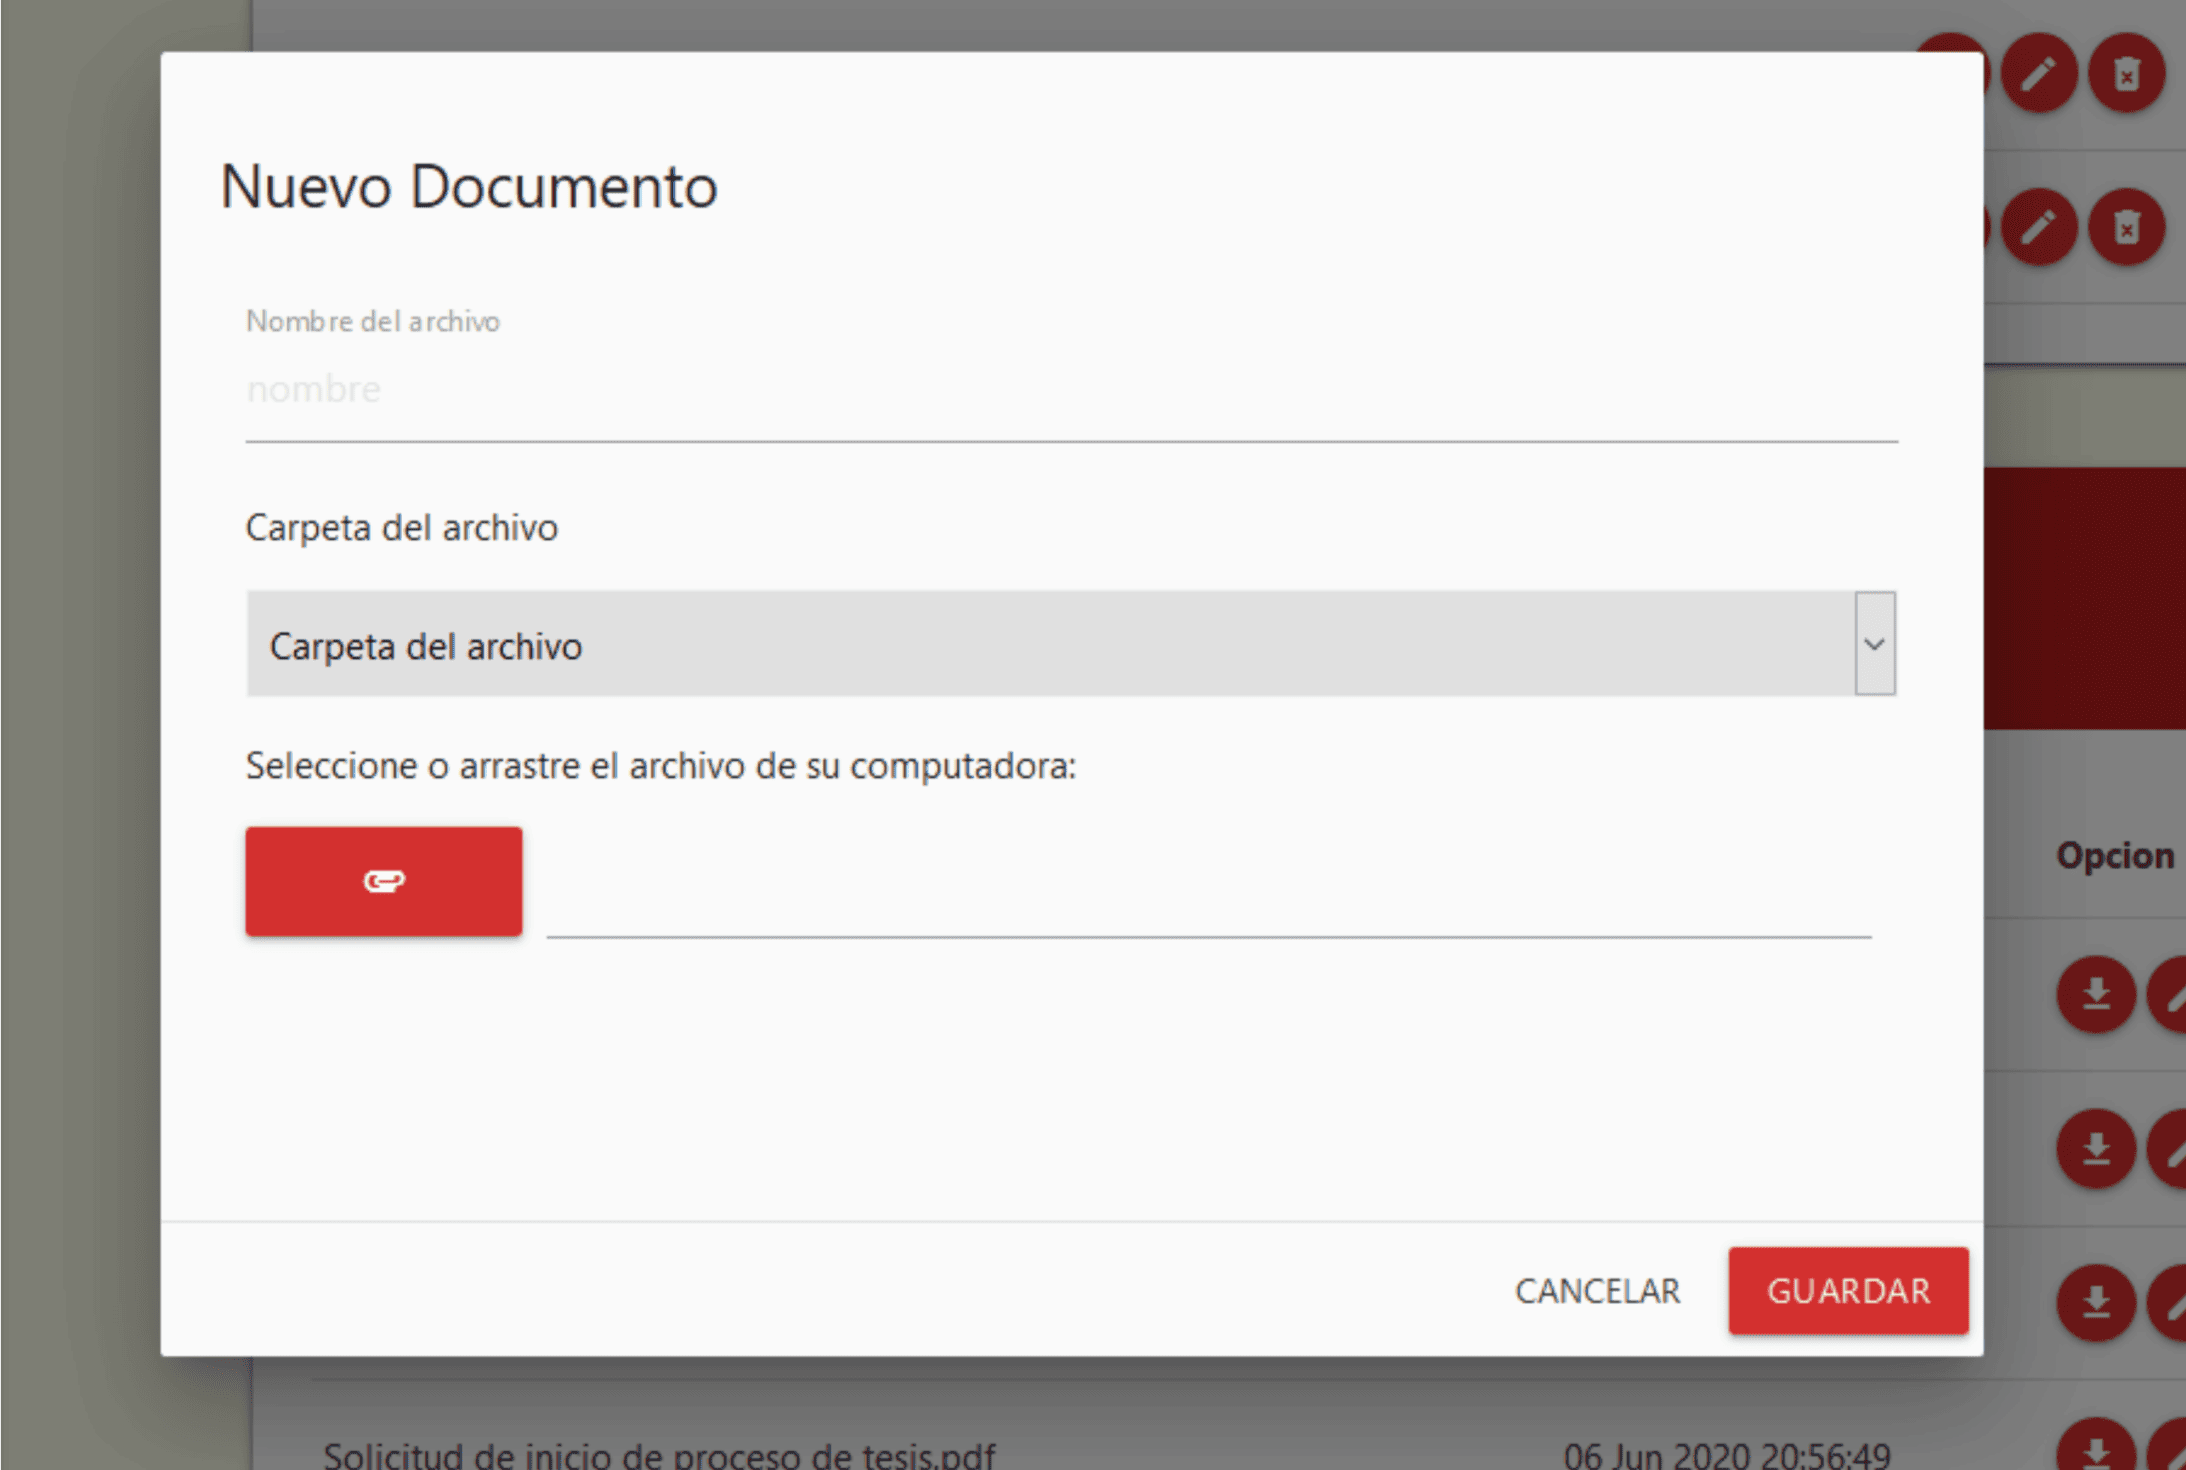 Nuevo Documento
Nombre del archivo
nombre
Carpeta del archivo
Carpeta del archivo
Seleccione o arrastre el archivo de su computadora:
Opcion
CANCELAR
GUARDAR
Solicitud de inicio de proceso de tesis.pdf
06 Jun 2020 20:56:49